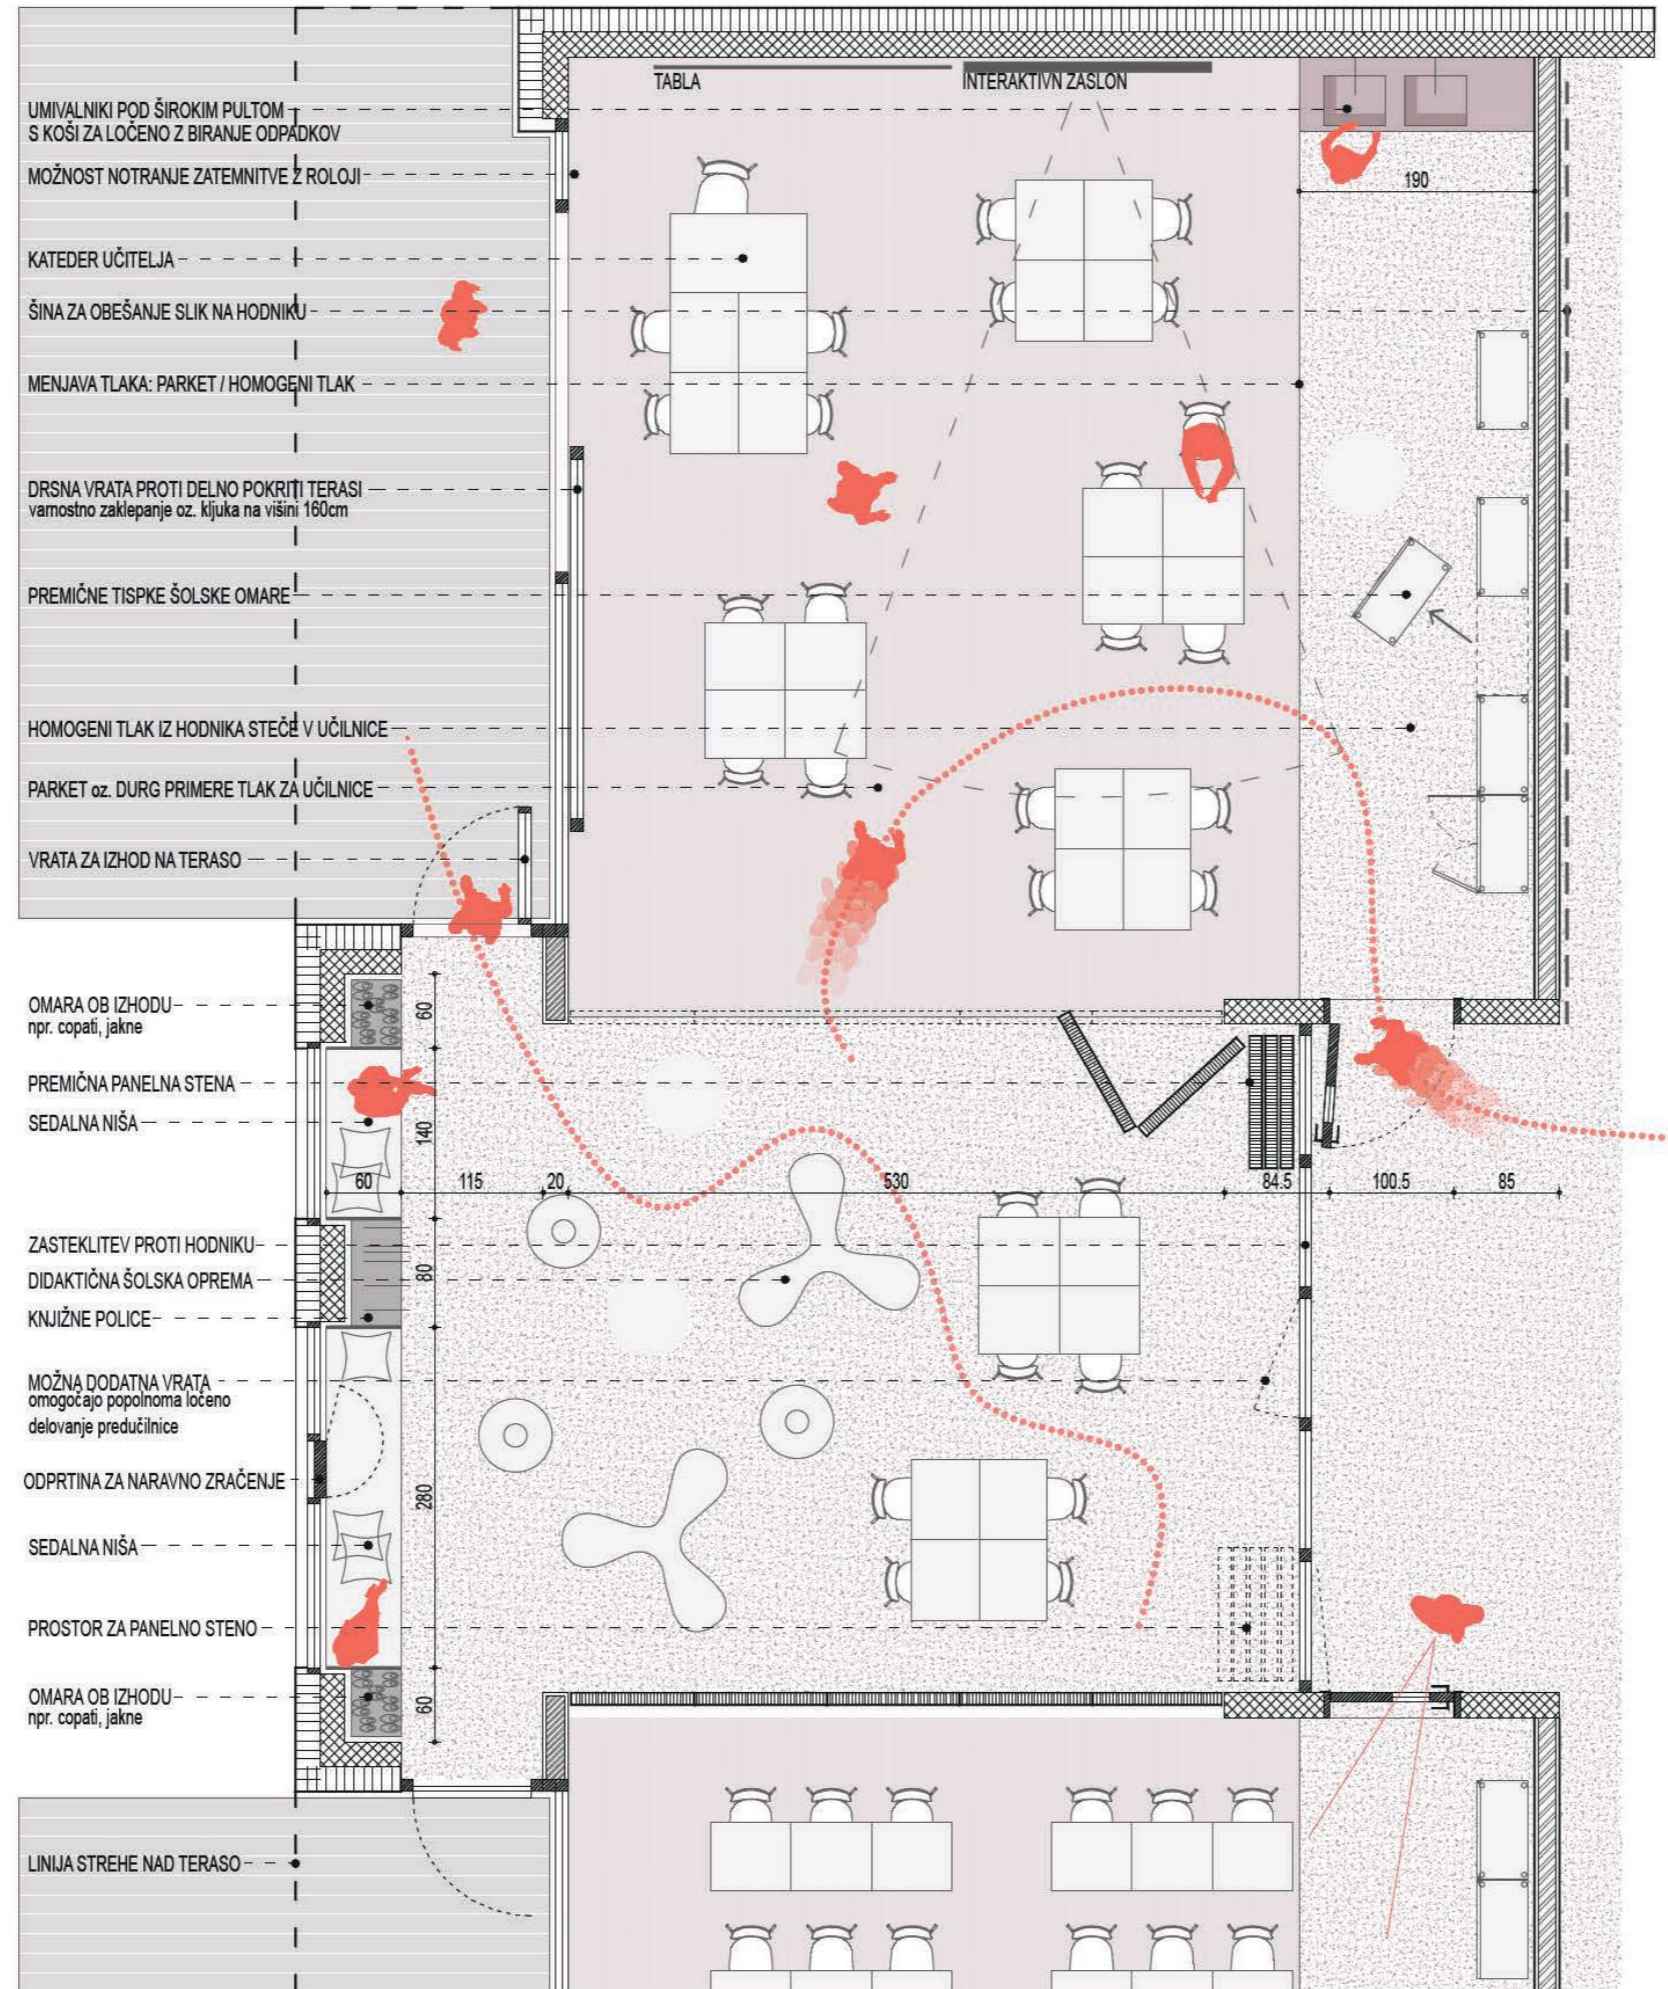 TABLA
INTERAKTIVN ZASLON
UMIVALNIKI POD ŠIROKIM PULTOM
S KOŠI ZA LOČENO Z BIRANJE ODPADKOV
MOŽNOST NOTRANJE ZATEMNITVE Z ROLOJI
190
KATEDER UČITELJA
ŠINA ZA OBEŠANJE SLIK NA HODNIKU
MENJAVA TLAKA: PARKET / HOMOGENI TLAK
DRSNA VRATA PROTI DELNO POKRITI TERASI
varnostno zaklepanje oz. kljuka na višini 160cm
PREMIČNE TISPKE ŠOLSKE OMARE
HOMOGENI TLAK IZ HODNIKA STEČE V UČILNICE
PARKET oz. DURG PRIMERE TLAK ZA UČILNICE
VRATA ZA IZHOD NA TERASO
OMARA OB IZHODU
npr. copati, jakne
60
PREMIČNA PANELNA STENA
SEDALNA NIŠA
140
60 115 20 530 84.5 100.5 85
ZASTEKLITEV PROTI HODNIKU
DIDAKTIČNA ŠOLSKA OPREMA
80
KNJIŽNE POLICE
MOŽNA DODATNA VRATA
omogočajo popolnoma ločeno
delovanje predučilnice
ODPRTINA ZA NARAVNO ZRAČENJE
280
SEDALNA NIŠA
PROSTOR ZA PANELNO STENO
OMARA OB IZHODU
npr. copati, jakne
60
LINIJA STREHE NAD TERASO